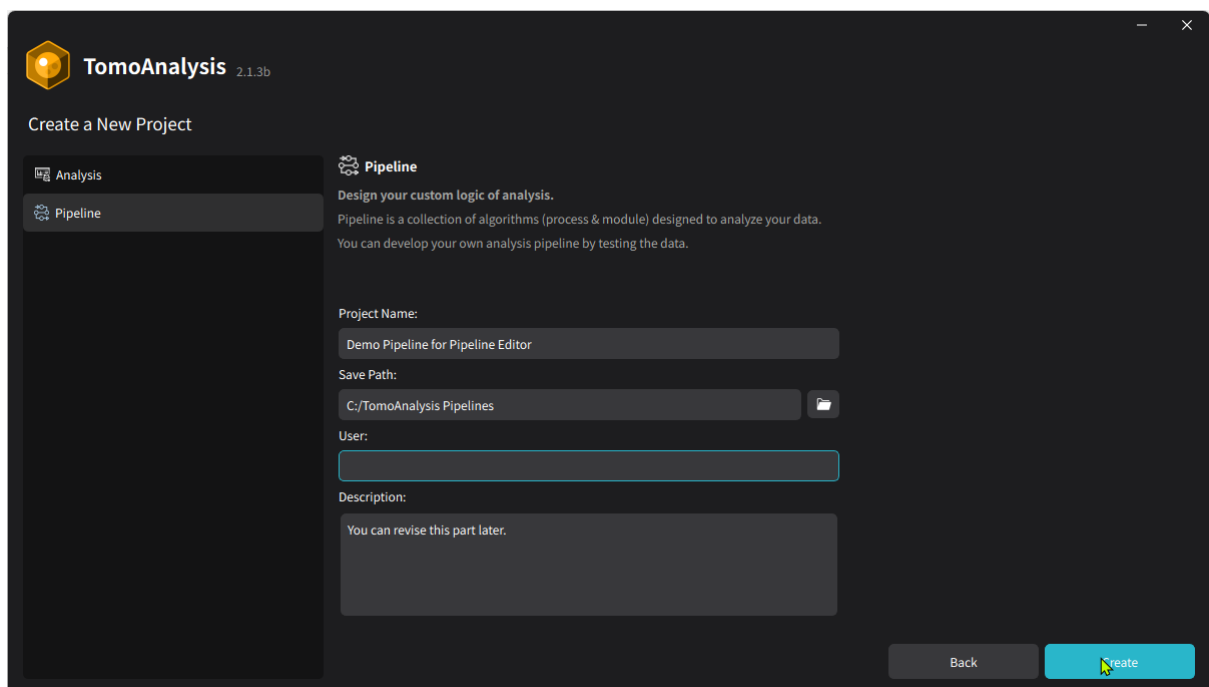 TomoAnalysis 2.1.3b
Create a New Project
Analysis
Pipeline
Pipeline
Design your custom logic of analysis.
Pipeline is a collection of algorithms (process & module) designed to analyze your data.
You can develop your own analysis pipeline by testing the data.
Project Name:
Demo Pipeline for Pipeline Editor
Save Path:
C:/TomoAnalysis Pipelines
User:
Description:
You can revise this part later.
Back
Create